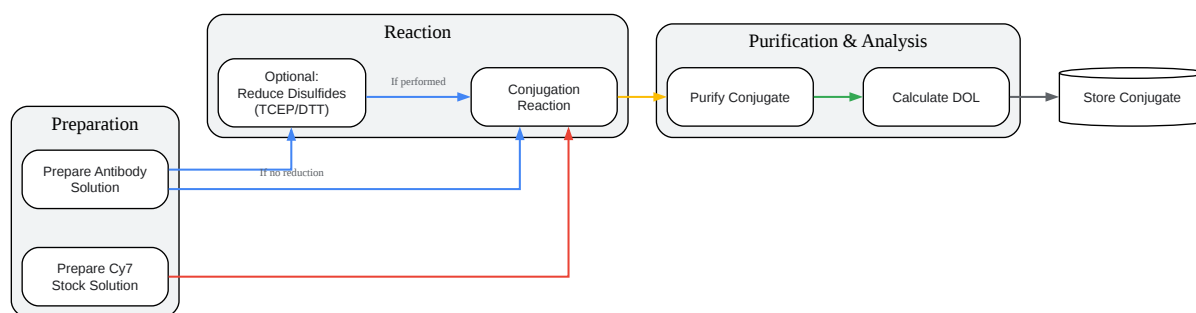 Preparation
Prepare Antibody
Solution
Prepare Cy7
Stock Solution
Reaction
Optional:
Reduce Disulfides
(TCEP/DTT)
If performed
If no reduction
Conjugation
Reaction
Purification & Analysis
Purify Conjugate
Calculate DOL
Store Conjugate